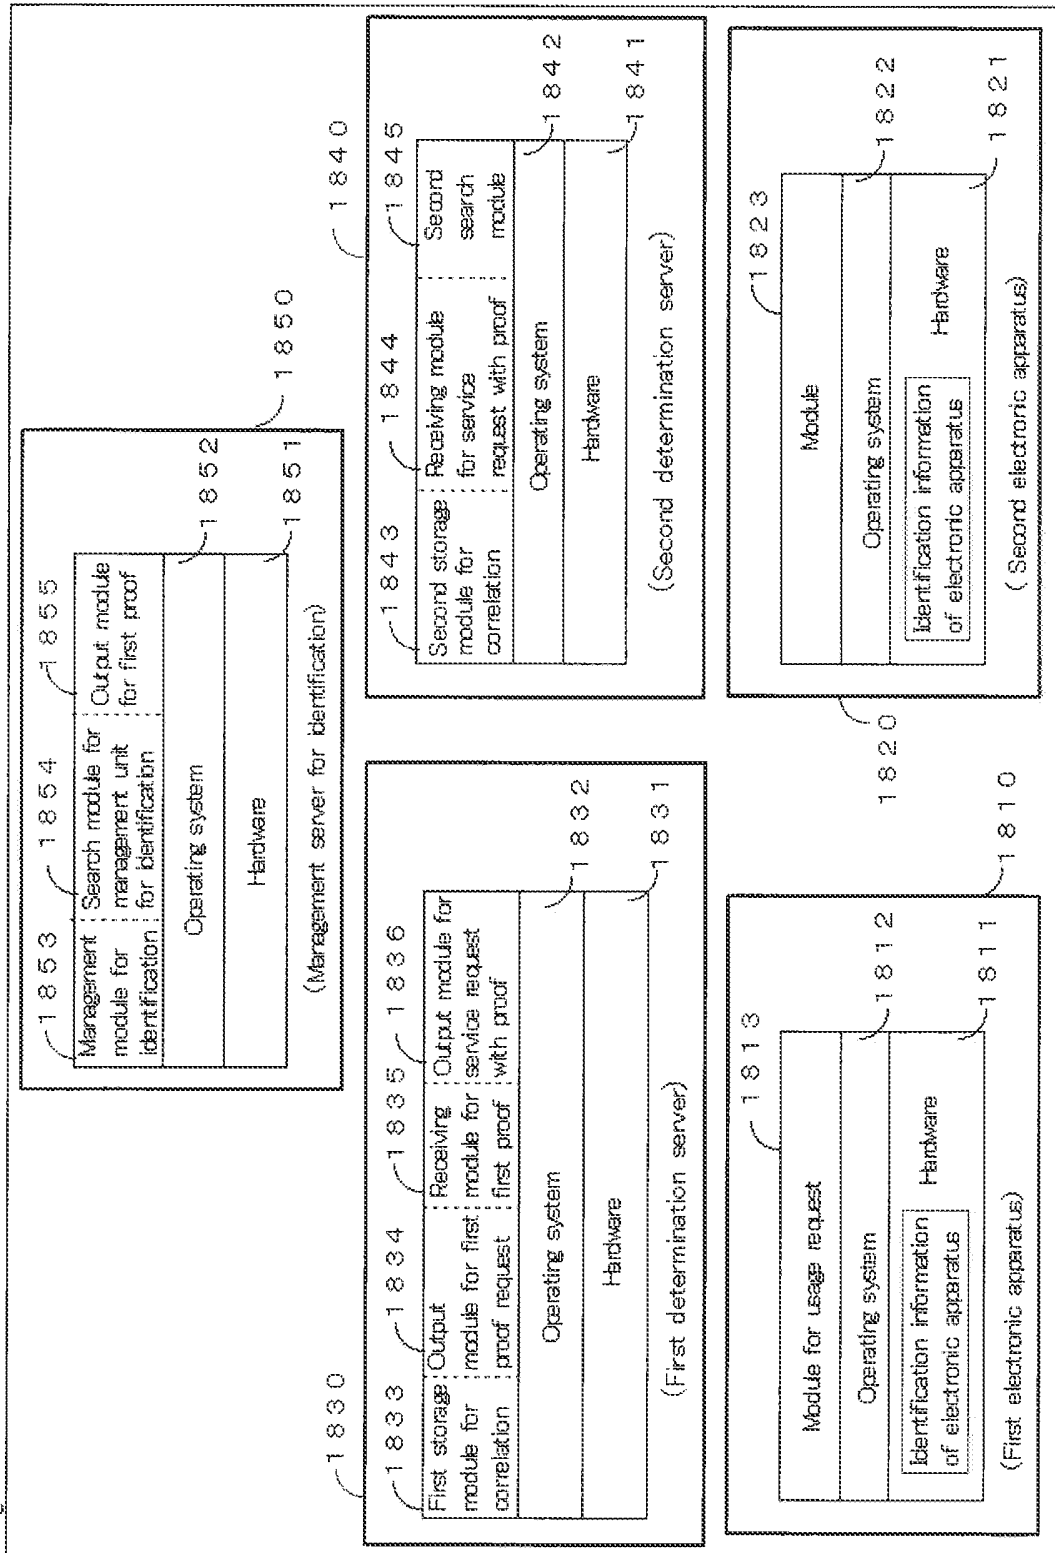 1850
1853
1854
1855
Management
module for
identification
Search module for
management unit
for identification
Output module
for first proof
Operating system
1852
Hardware
1851
(Management server for identification)
1830
1833
1834
1835
1836
First storage
module for
correlation
Output
module for first
proof request
Receiving
module for
first proof
Output module for
service request
with proof
Operating system
1832
Hardware
1831
(First determination server)
1840
1843
1844
1845
Second storage
module for
correlation
Receiving module
for service
request with proof
Second
search
module
Operating system
1842
Hardware
1841
(Second determination server)
1810
1813
Module for usage request
Operating system
1812
Identification information
of electronic apparatus
Hardware
1811
(First electronic apparatus)
1820
1823
Module
Operating system
1822
Identification information
of electronic apparatus
Hardware
1821
(Second electronic apparatus)